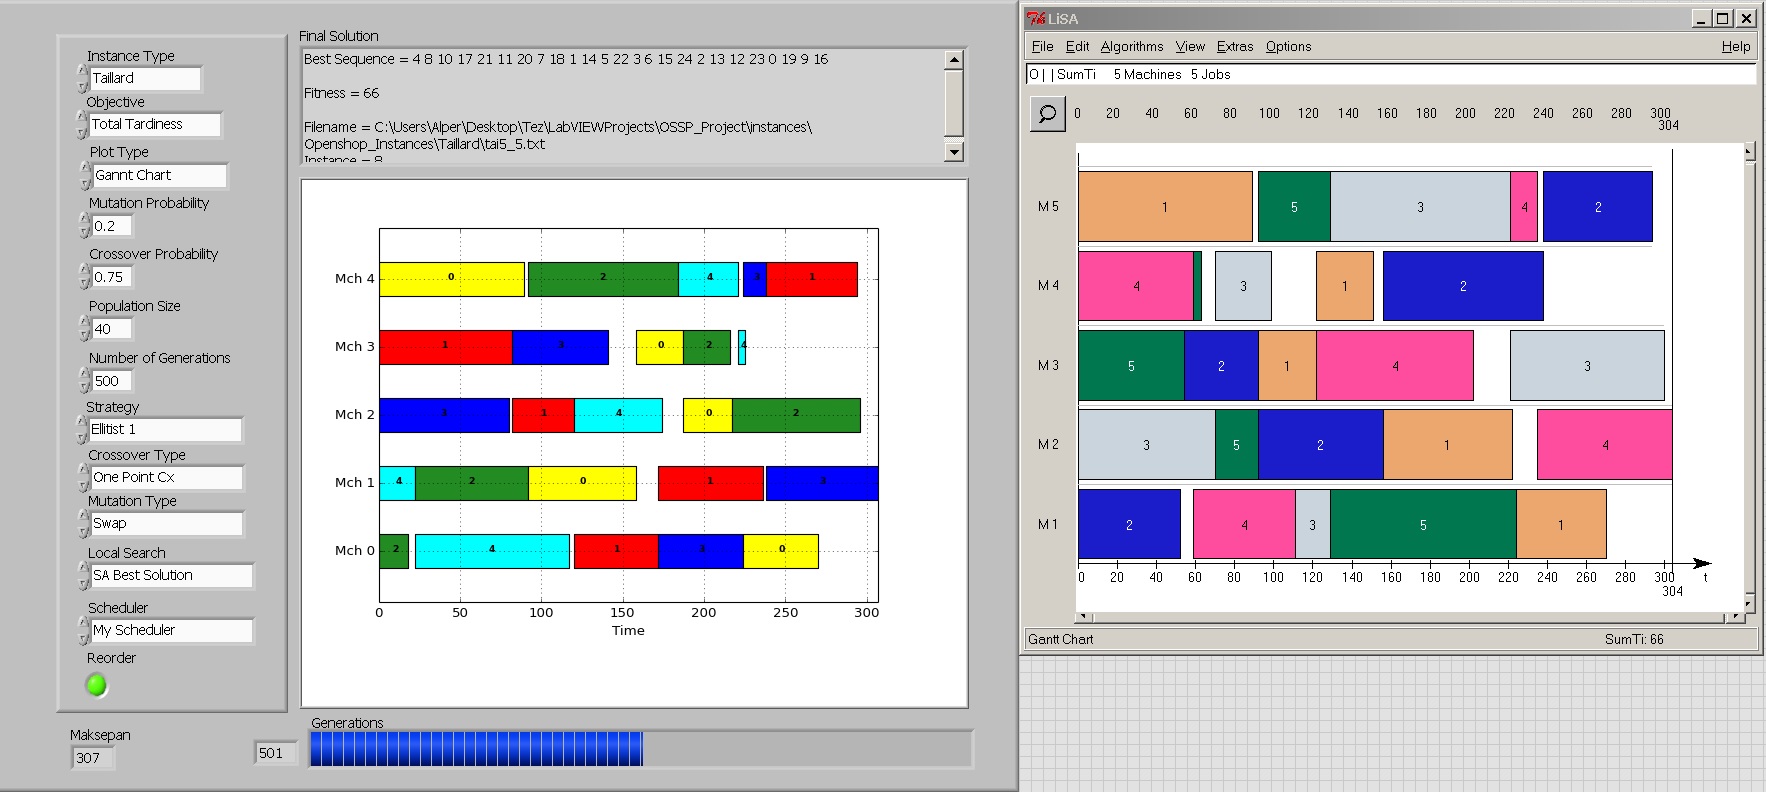 Instance Type
Taillard
Objective
Total Tardiness
Plot Type
Gannt Chart
Mutation Probability
0.2
Crossover Probability
0.75
Population Size
40
Number of Generations
500
Strategy
Ellitist 1
Crossover Type
One Point Cx
Mutation Type
Swap
Local Search
SA Best Solution
Scheduler
My Scheduler
Reorder
Maksepan
307
501
Final Solution
Best Sequence = 4 8 10 17 21 11 20 7 18 1 14 5 22 3 6 15 24 2 13 12 23 0 19 9 16
Fitness = 66
Filename = C:\Users\Alper\Desktop\Tez\LabVIEWProjects\OSSP_Project\instances\
Openshop_Instances\Taillard\tai5_5.txt
Instance = 8
Mch 4 0 2 4 3 1
Mch 3 1 3 0 2 4
Mch 2 3 1 4 0 2
Mch 1 4 2 0 1 3
Mch 0 2 4 1 3 0
0 50 100 150 200 250 300
Time
Generations
LiSA
File Edit Algorithms View Extras Options Help
O | | SumTi 5 Machines 5 Jobs
0 20 40 60 80 100 120 140 160 180 200 220 240 260 280 300
304
M 5 1 5 3 4 2
M 4 4 3 1 2
M 3 5 2 1 4 3
M 2 3 5 2 1 4
M 1 2 4 3 5 1
0 20 40 60 80 100 120 140 160 180 200 220 240 260 280 300 t
304
Gantt Chart SumTi: 66